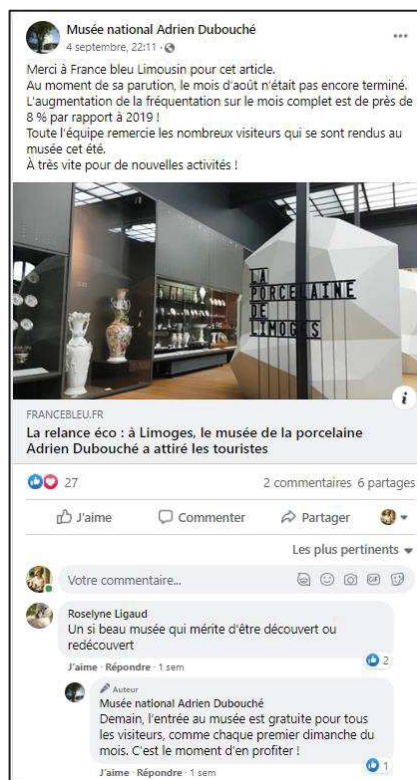 Musée national Adrien Dubouché
4 septembre, 22:11 ·
Merci à France bleu Limousin pour cet article.
Au moment de sa parution, le mois d'août n'était pas encore terminé.
L'augmentation de la fréquentation sur le mois complet est de près de
8 % par rapport à 2019 !
Toute l'équipe remercie les nombreux visiteurs qui se sont rendus au
musée cet été.
À très vite pour de nouvelles activités !
LA
PORCELAINE
DE
LIMOGES
i
FRANCEBLEU.FR
La relance éco : à Limoges, le musée de la porcelaine
Adrien Dubouché a attiré les touristes
27 2 commentaires 6 partages
J'aime Commenter Partager
Les plus pertinents
Votre commentaire... GIF
Roselyne Ligaud
Un si beau musée qui mérite d'être découvert ou
redécouvert
2
J'aime · Répondre · 1 sem
Auteur
Musée national Adrien Dubouché
Demain, l'entrée au musée est gratuite pour tous
les visiteurs, comme chaque premier dimanche du
mois. C'est le moment d'en profiter !
1
J'aime · Répondre · 1 sem